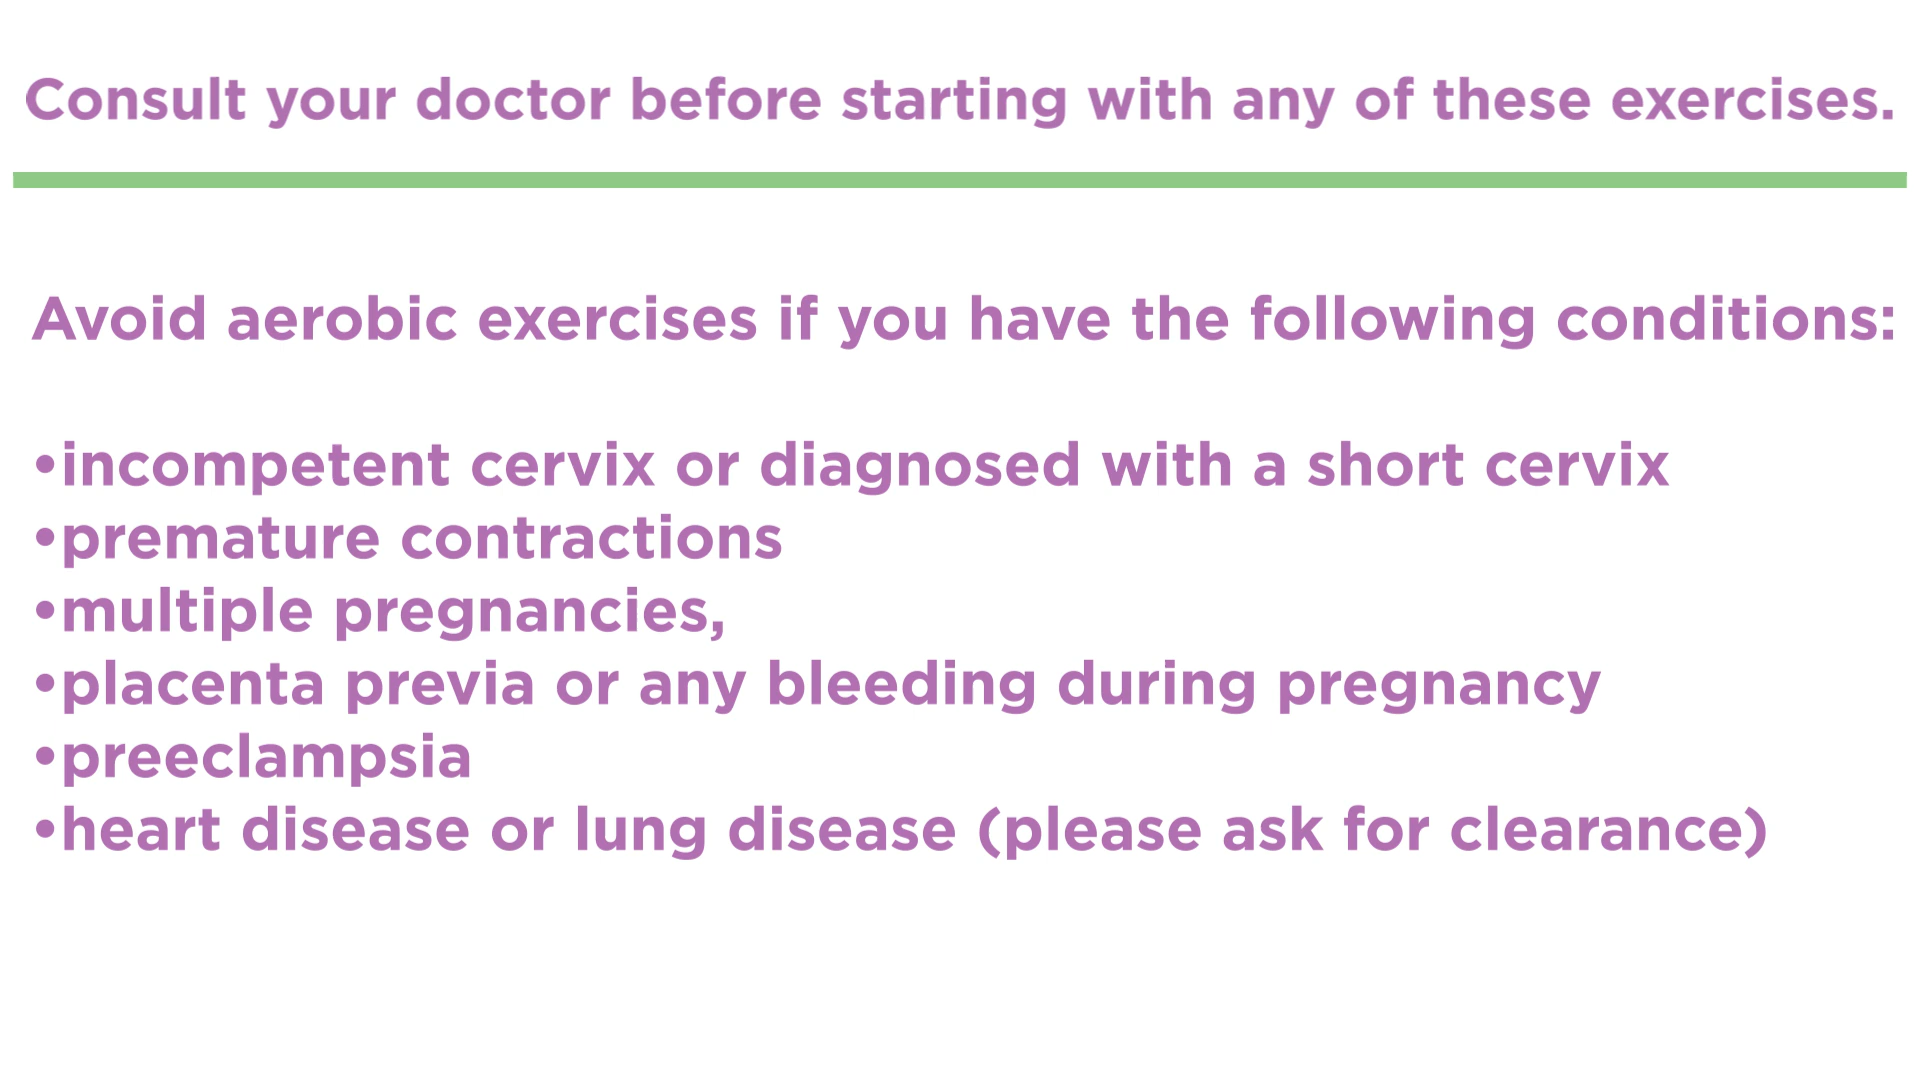 Consult your doctor before starting with any of these exercises.
Avoid aerobic exercises if you have the following conditions:
•incompetent cervix or diagnosed with a short cervix
•premature contractions
•multiple pregnancies,
•placenta previa or any bleeding during pregnancy
•preeclampsia
•heart disease or lung disease (please ask for clearance)